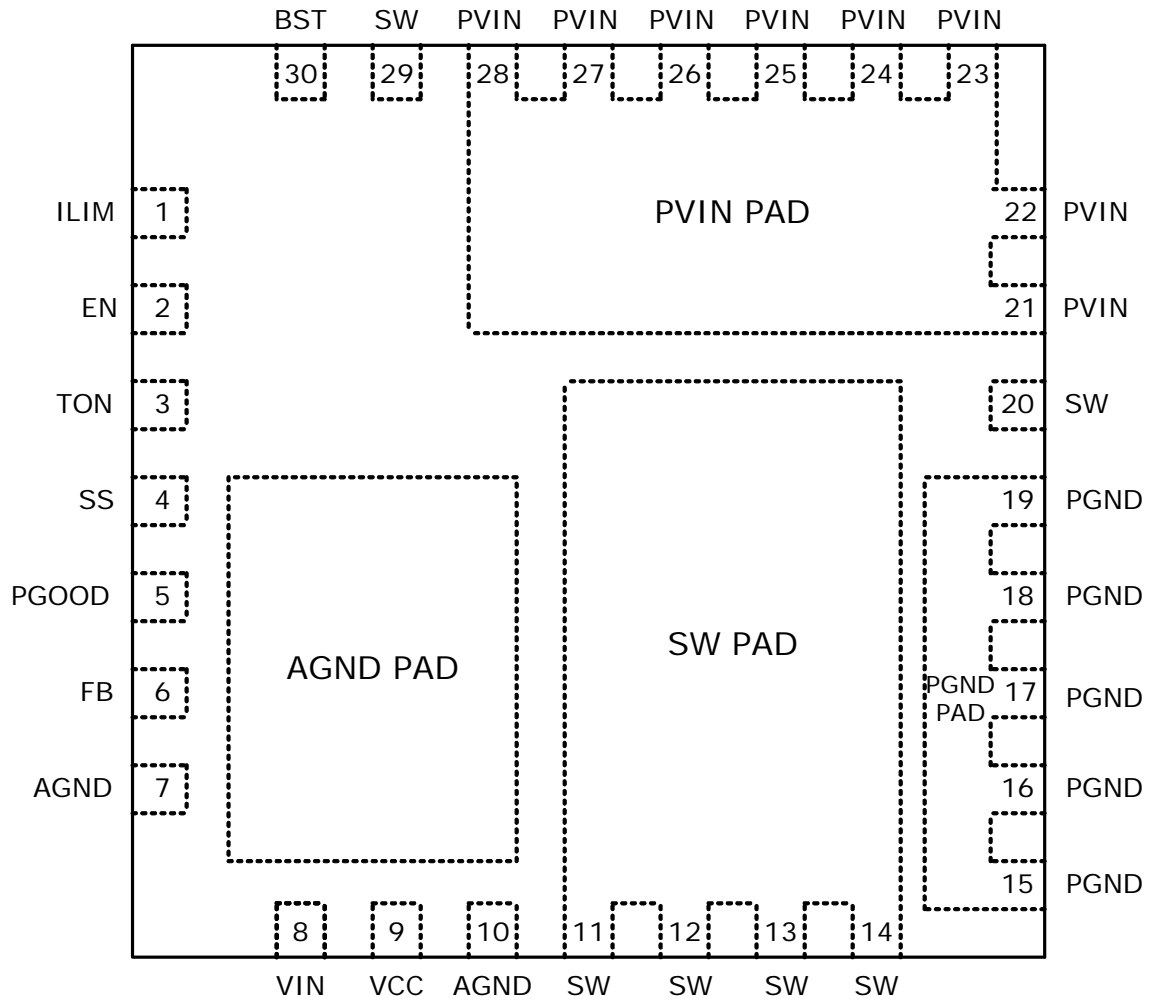 BST SW PVIN PVIN PVIN PVIN PVIN PVIN
30 29 28 27 26 25 24 23
ILIM 1 PVIN PAD 22 PVIN
EN 2 21 PVIN
TON 3 20 SW
SS 4 19 PGND
PGOOD 5 18 PGND
AGND PAD SW PAD
FB 6 PGND 17 PGND
PAD
AGND 7 16 PGND
15 PGND
8 9 10 11 12 13 14
VIN VCC AGND SW SW SW SW